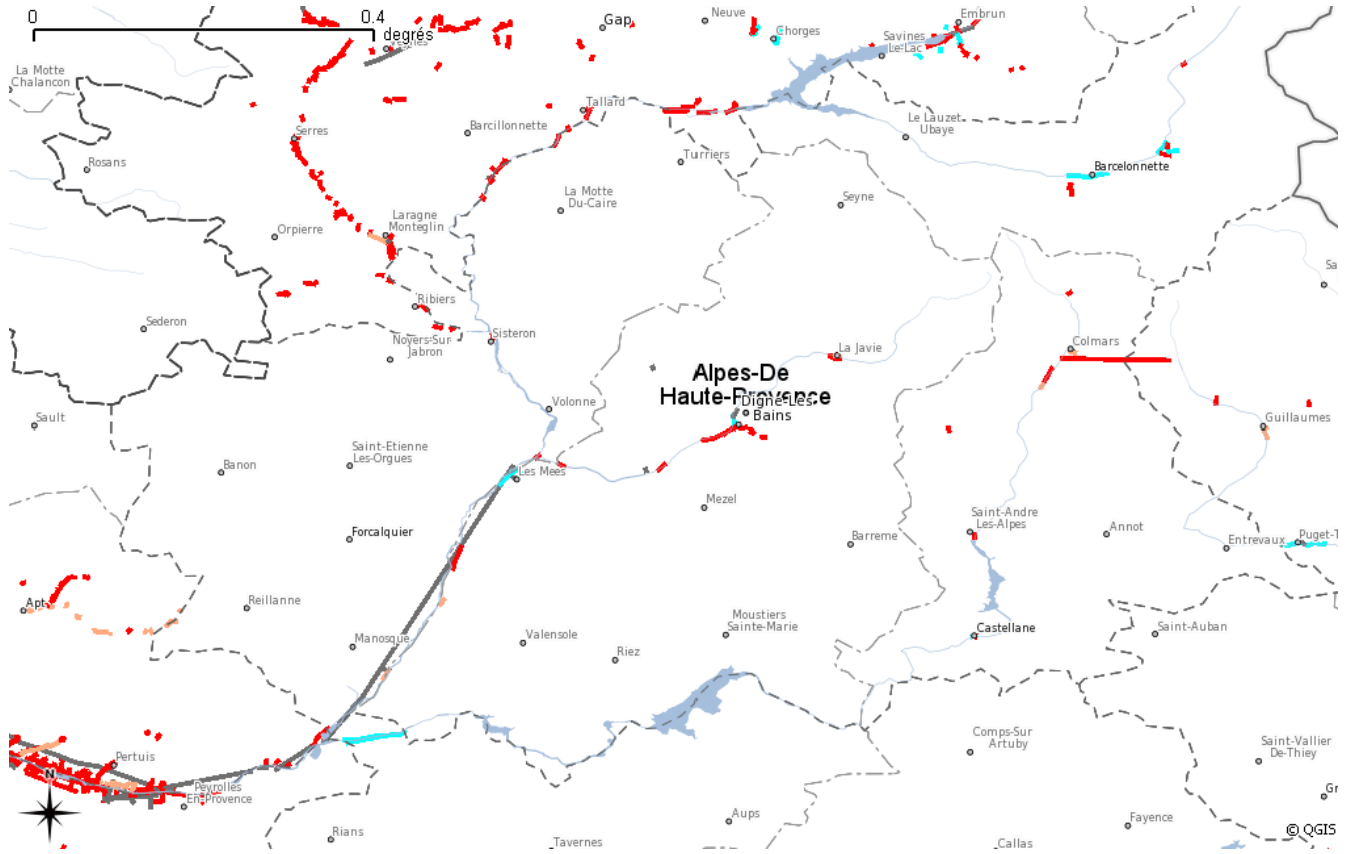 0
0.4
degrés
Gap
Neuve
Embrun
Chorges
Savines
Le-Lac
Veynes
La Motte
Chalancon
Tallard
Serres
Barcillonnette
Le Lauzet
Ubaye
Rosans
Turriers
Barcelonnette
La Motte
Du-Caire
Seyne
Orpierre
Laragne
Monteglin
Sa
Ribiers
Sederon
Sisteron
Noyers-Sur-
Jabron
La Javie
Colmars
Alpes-De
Haute-Provence
Digne-Les
Bains
Volonne
Sault
Guillaumes
Saint-Etienne
Les-Orgues
Banon
Les Mees
Mezel
Saint-Andre
Les-Alpes
Forcalquier
Barreme
Annot
Entrevaux
Puget-T
Apt
Reillanne
Moustiers
Sainte-Marie
Manosque
Valensole
Riez
Castellane
Saint-Auban
Comps-Sur
Artuby
Saint-Vallier
De-Thiey
Pertuis
N
Peyrolles
En-Provence
Gr
Aups
Fayence
Rians
Tavernes
Callas
© QGIS